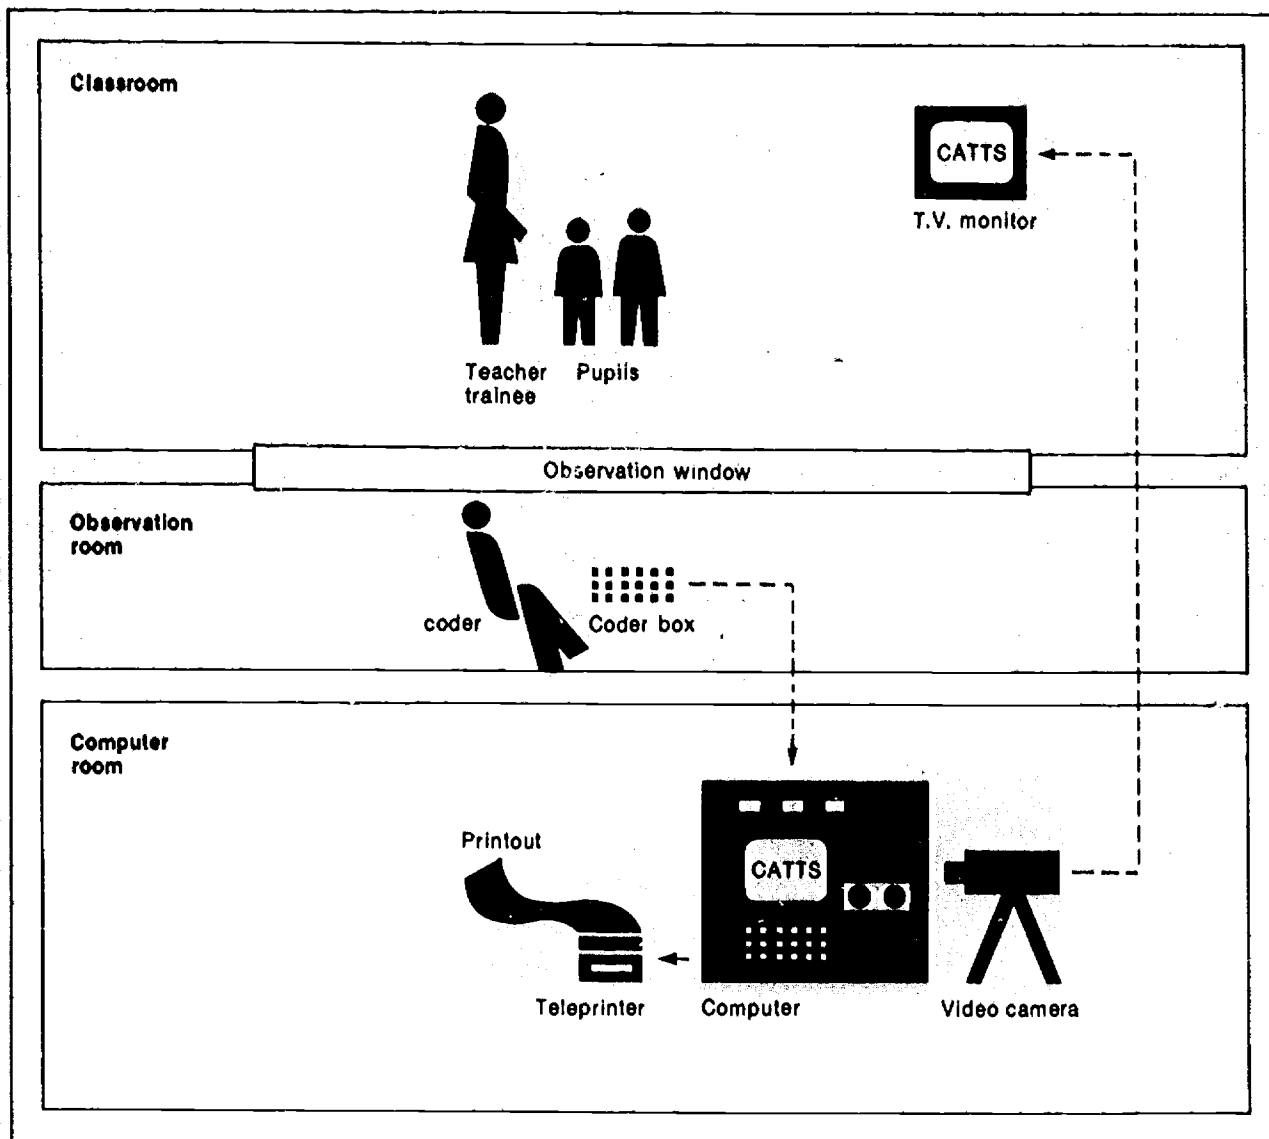 Classroom
CATTS
T.V. monitor
Teacher
trainee
Pupils
Observation window
Observation
room
coder
Coder box
Computer
room
Printout
CATTS
Teleprinter
Computer
Video camera